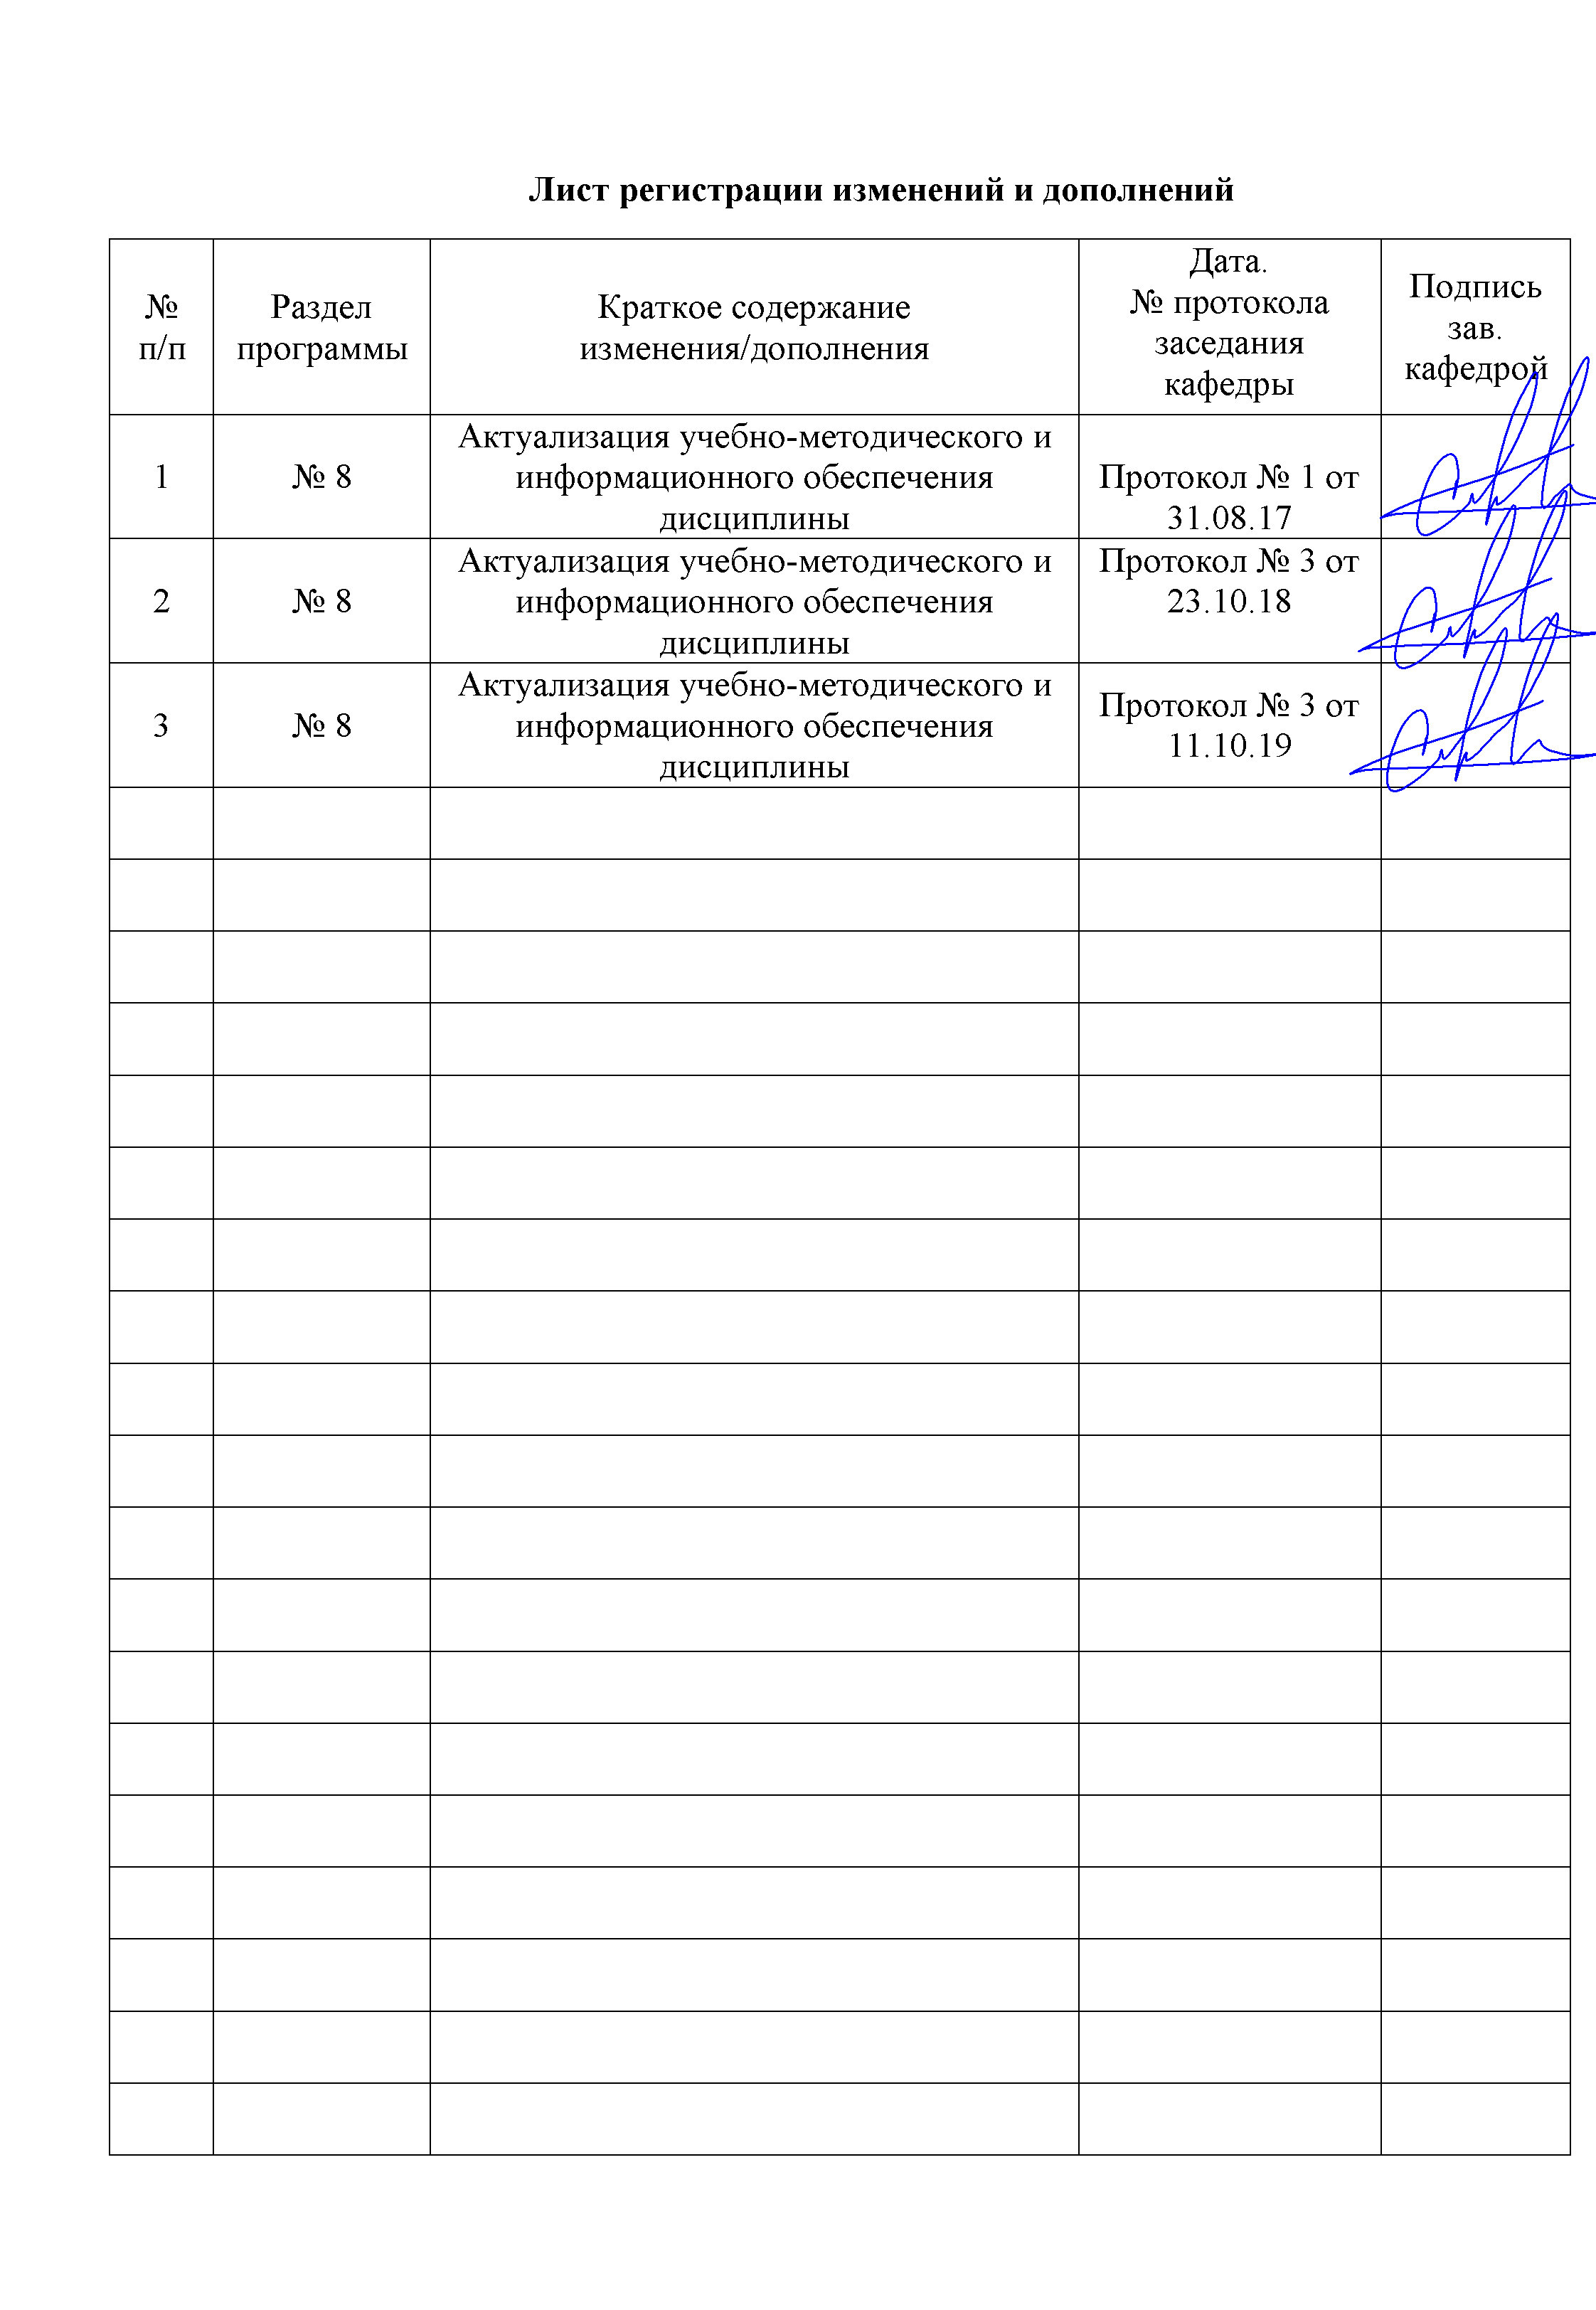 Лист регистрации изменений и дополнений
№
п/п
Раздел
программы
Краткое содержание
изменения/дополнения
Дата.
№ протокола
заседания
кафедры
Подпись
зав.
кафедрой
1
№ 8
Актуализация учебно-методического и
информационного обеспечения
дисциплины
Протокол № 1 от
31.08.17
2
№ 8
Актуализация учебно-методического и
информационного обеспечения
дисциплины
Протокол № 3 от
23.10.18
3
№ 8
Актуализация учебно-методического и
информационного обеспечения
дисциплины
Протокол № 3 от
11.10.19